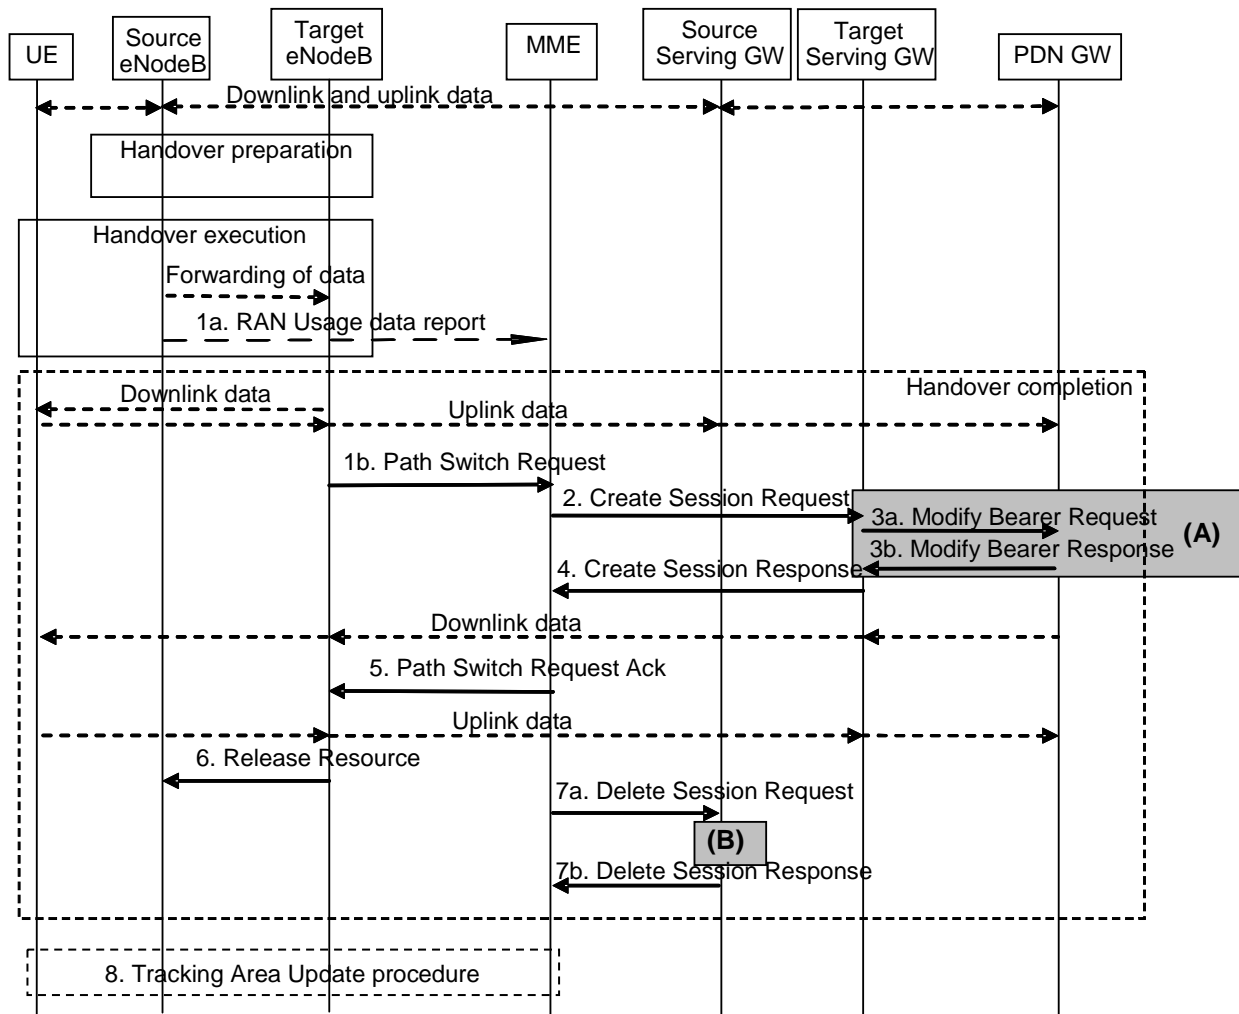 UE
Source
eNodeB
Target
eNodeB
MME
Source
Serving GW
Target
Serving GW
PDN GW
Downlink and uplink data
Handover preparation
Handover execution
Forwarding of data
1a. RAN Usage data report
Handover completion
Downlink data
Uplink data
1b. Path Switch Request
2. Create Session Request
3a. Modify Bearer Request
(A)
3b. Modify Bearer Response
4. Create Session Response
Downlink data
5. Path Switch Request Ack
Uplink data
6. Release Resource
7a. Delete Session Request
(B)
7b. Delete Session Response
8. Tracking Area Update procedure